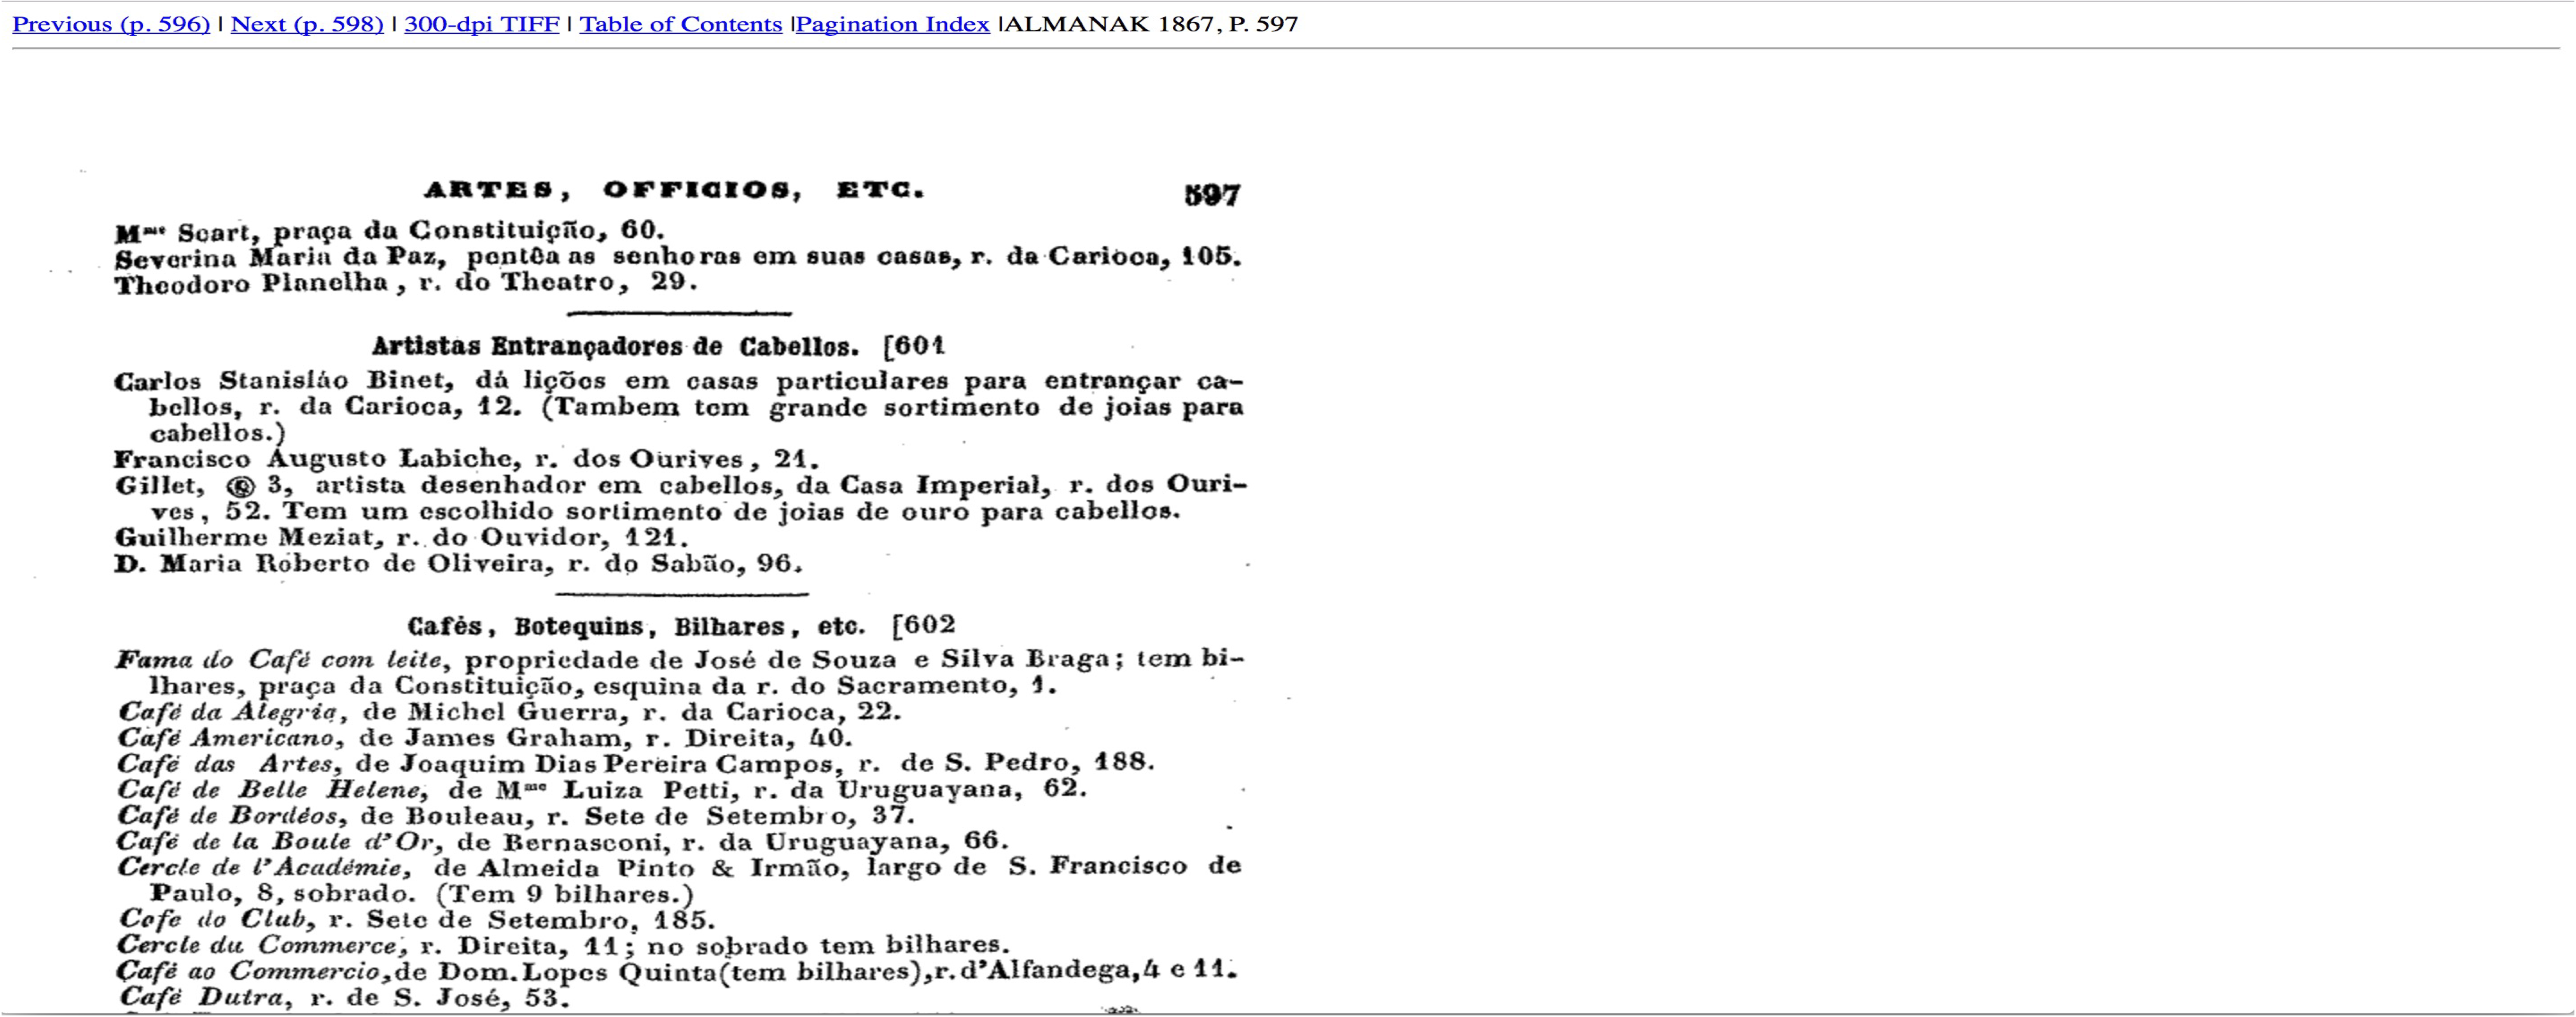 Previous (p. 596) | Next (p. 598) | 300-dpi TIFF | Table of Contents |Pagination Index |ALMANAK 1867, P. 597
ARTES, OFFICIOS, ETC. 597
Mme Soart, praça da Constituição, 60.
Severina Maria da Paz, pentêa as senhoras em suas casas, r. da Carioca, 105.
Theodoro Planelha, r. do Theatro, 29.
Artistas Entrançadores de Cabellos. [601
Carlos Stanisláo Binet, dá lições em casas particulares para entrançar ca-
bellos, r. da Carioca, 12. (Tambem tem grande sortimento de joias para
cabellos.)
Francisco Augusto Labiche, r. dos Ourives, 21.
Gillet, 3, artista desenhador em cabellos, da Casa Imperial, r. dos Ouri-
ves, 52. Tem um escolhido sortimento de joias de ouro para cabellos.
Guilherme Meziat, r. do Ouvidor, 121.
D. Maria Roberto de Oliveira, r. do Sabão, 96.
Cafés, Botequins, Bilhares, etc. [602
Fama do Café com leite, propriedade de José de Souza e Silva Braga; tem bi-
lhares, praça da Constituição, esquina da r. do Sacramento, 1.
Café da Alegria, de Michel Guerra, r. da Carioca, 22.
Café Americano, de James Graham, r. Direita, 40.
Café das Artes, de Joaquim Dias Pereira Campos, r. de S. Pedro, 188.
Café de Belle Helene, de Mme Luiza Petti, r. da Uruguayana, 62.
Café de Bordéos, de Bouleau, r. Sete de Setembro, 37.
Café de la Boule d'Or, de Bernasconi, r. da Uruguayana, 66.
Cercle de l'Académie, de Almeida Pinto & Irmão, largo de S. Francisco de
Paulo, 8, sobrado. (Tem 9 bilhares.)
Cafe do Club, r. Sete de Setembro, 185.
Cercle du Commerce, r. Direita, 11; no sobrado tem bilhares.
Café ao Commercio, de Dom. Lopes Quinta (tem bilhares), r. d'Alfandega, 4 e 11.
Café Dutra, r. de S. José, 53.